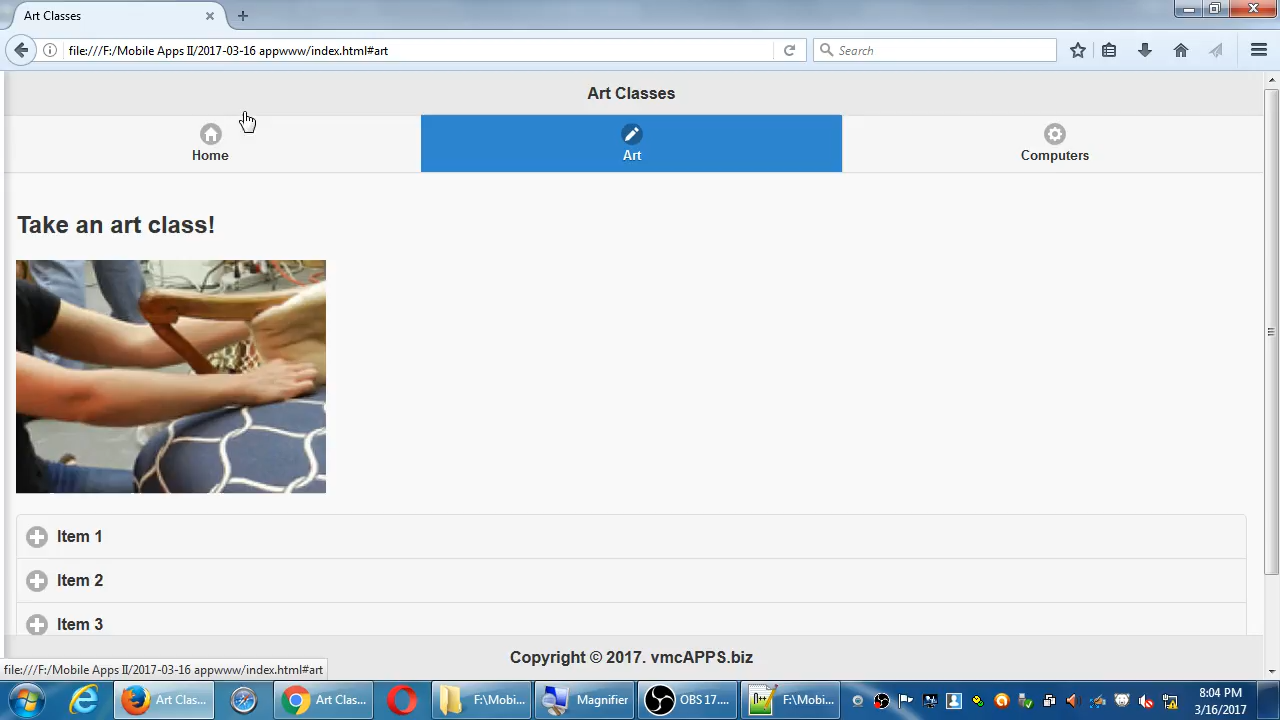 Art Classes
file:///F:/Mobile Apps II/2017-03-16 appwww/index.html#art
Search
Art Classes
Home
Art
Computers
Take an art class!
Item 1
Item 2
Item 3
Copyright © 2017. vmcAPPS.biz
file:///F:/Mobile Apps II/2017-03-16 appwww/index.html#art
Art Clas...
Art Clas...
F:\Mobi...
Magnifier
OBS 17....
F:\Mobi...
8:04 PM
3/16/2017